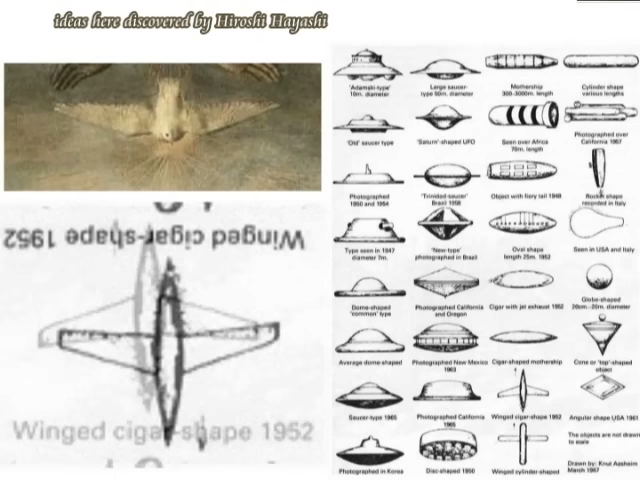 ideas here discovered by Hiroshi Hayashi
"Adamski-type"
10m. diameter
Large saucer-
type 50m. diameter
Mothership
300-3000m. length
Cylinder shape
various lengths
"Old" saucer type
"Saturn"-shaped UFO
Seen over Africa
70m. length
Photographed over
California 1967
Photographed
1950 and 1954
"Trinidad-saucer"
Brazil 1958
Object with fiery tail 1948
Rocket shape
recorded in Italy
Type seen in 1947
diameter 7m.
"New-type"
photographed in Brazil
Oval shape
length 25m. 1952
Seen in USA and Italy
Dome-shaped
"common" type
Photographed California
and Oregon
Cigar with jet exhaust 1952
Globe-shaped
20cm.-20m. diameter
Average dome-shaped
Photographed New Mexico
1963
Cigar-shaped mothership
Cone or "top"-shaped
object
Saucer-type 1965
Photographed California
1965
Winged cigar-shape 1952
Angular shape USA 1961
Photographed in Korea
Disc-shaped 1950
Winged cylinder-shaped
The objects are not drawn
to scale
Drawn by: Knut Aasheim
March 1967
Winged cigar-shape 1952
Winged cigar-shape 1952